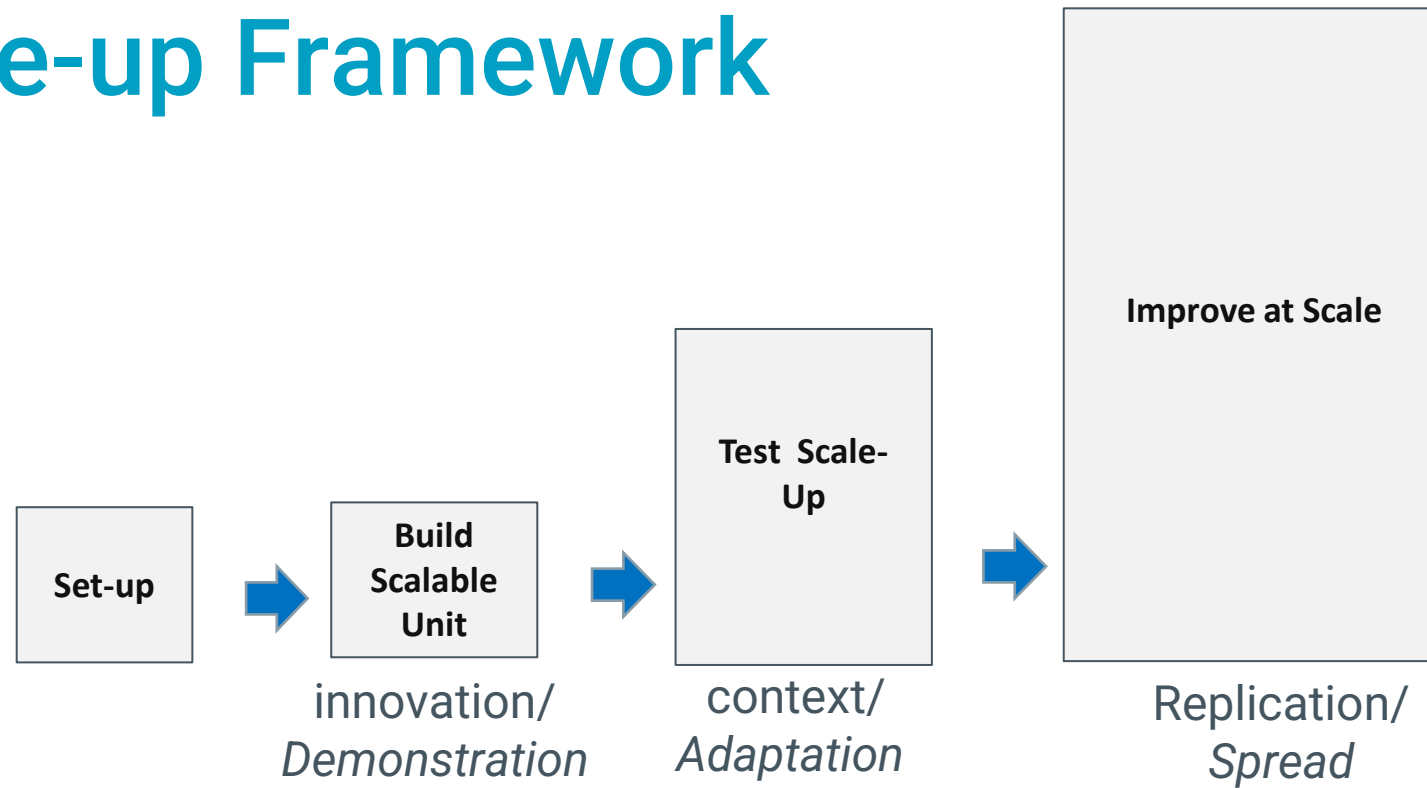 e-up Framework
Set-up
Build
Scalable
Unit
innovation/
Demonstration
Test Scale-
Up
context/
Adaptation
Improve at Scale
Replication/
Spread